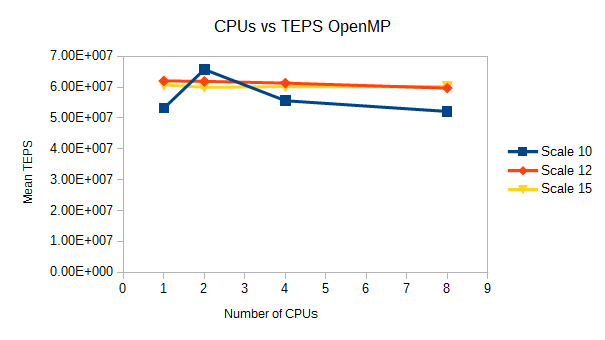 CPUs vs TEPS OpenMP
7.00E+007
6.00E+007
5.00E+007
4.00E+007
3.00E+007
2.00E+007
1.00E+007
0.00E+000
Mean TEPS
0 1 2 3 4 5 6 7 8 9
Number of CPUs
Scale 10
Scale 12
Scale 15